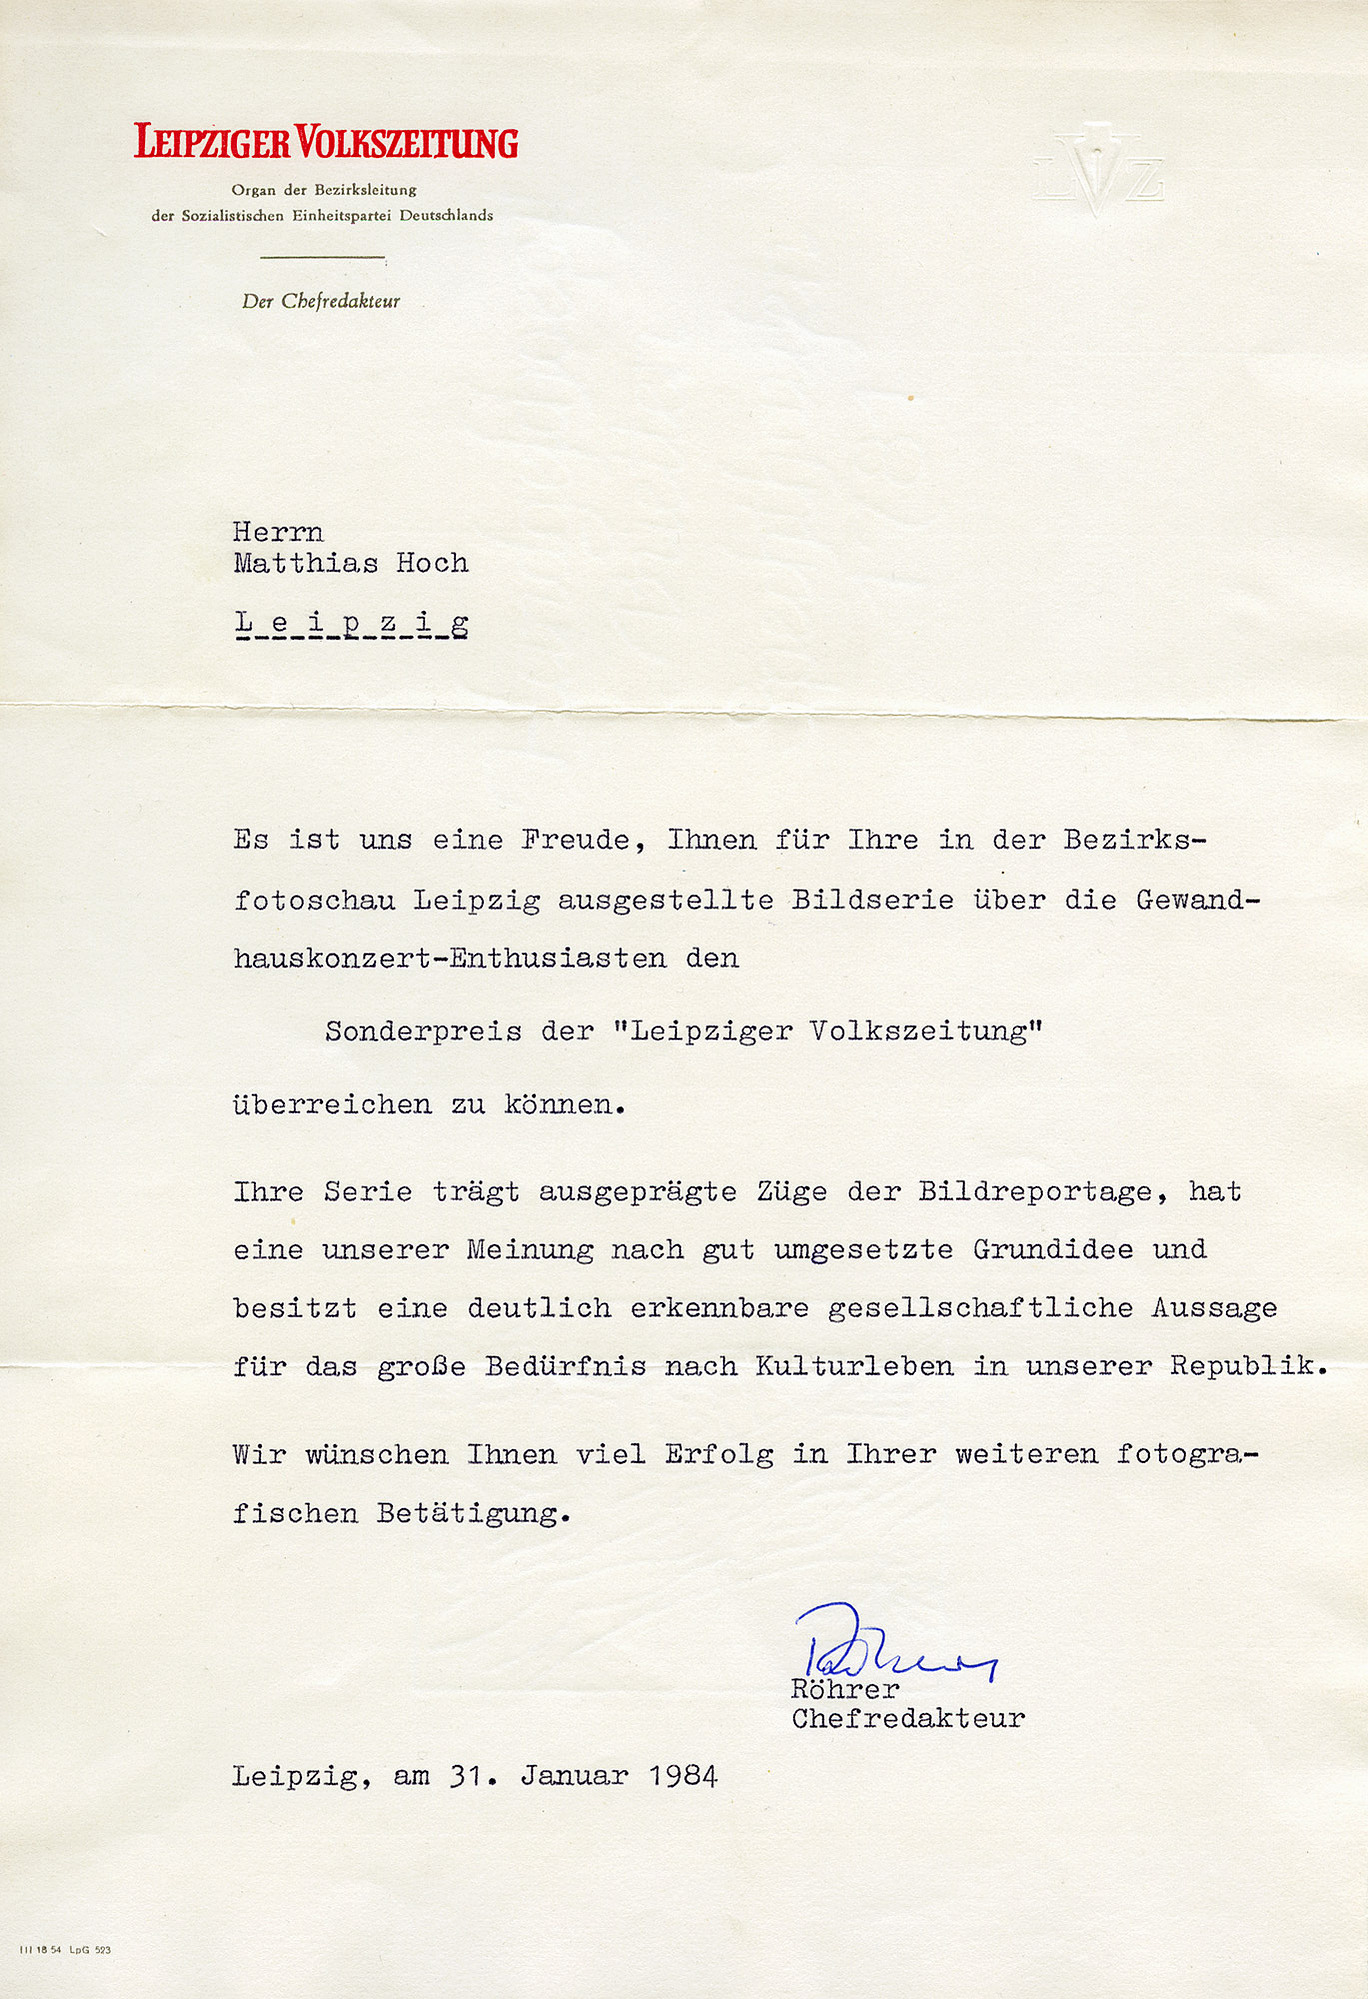 LEIPZIGER VOLKSZEITUNG
LVZ
Organ der Bezirksleitung
der Sozialistischen Einheitspartei Deutschlands
Der Chefredakteur
Herrn
Matthias Hoch
L e i p z i g
Es ist uns eine Freude, Ihnen für Ihre in der Bezirks-
fotoschau Leipzig ausgestellte Bildserie über die Gewand-
hauskonzert-Enthusiasten den
Sonderpreis der "Leipziger Volkszeitung"
überreichen zu können.
Ihre Serie trägt ausgeprägte Züge der Bildreportage, hat
eine unserer Meinung nach gut umgesetzte Grundidee und
besitzt eine deutlich erkennbare gesellschaftliche Aussage
für das große Bedürfnis nach Kulturleben in unserer Republik.
Wir wünschen Ihnen viel Erfolg in Ihrer weiteren fotogra-
fischen Betätigung.
Röhrer
Röhrer
Chefredakteur
Leipzig, am 31. Januar 1984
III 18 54 LpG 523